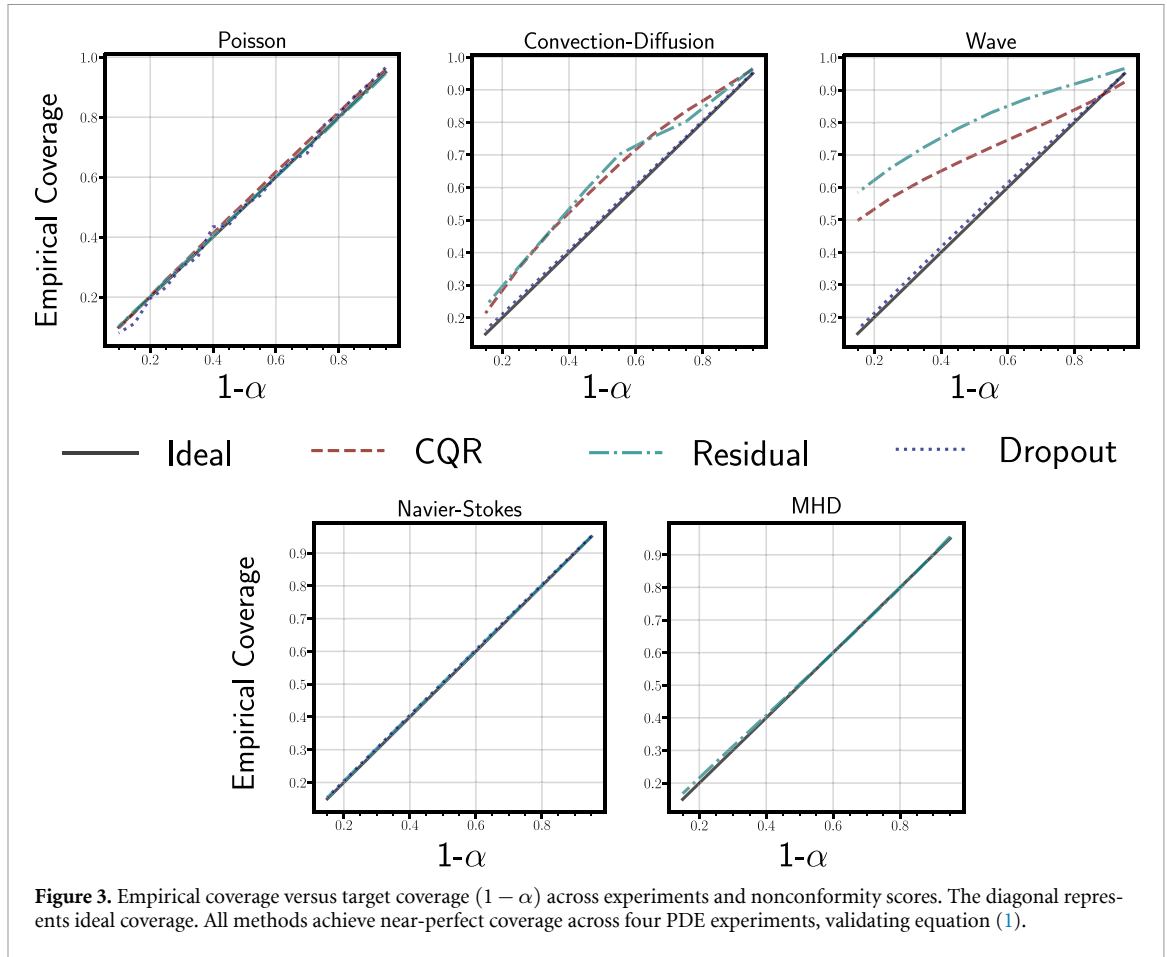 Poisson
Convection-Diffusion
Wave
Empirical Coverage
1.0
0.8
0.6
0.4
0.2
0.2 0.4 0.6 0.8
1-α
1.0
0.9
0.8
0.7
0.6
0.5
0.4
0.3
0.2
0.2 0.4 0.6 0.8
1-α
1.0
0.9
0.8
0.7
0.6
0.5
0.4
0.3
0.2
0.2 0.4 0.6 0.8
1-α
Ideal CQR Residual Dropout
Navier-Stokes
MHD
Empirical Coverage
0.9
0.8
0.7
0.6
0.5
0.4
0.3
0.2
0.2 0.4 0.6 0.8
1-α
0.9
0.8
0.7
0.6
0.5
0.4
0.3
0.2
0.2 0.4 0.6 0.8
1-α
Figure 3. Empirical coverage versus target coverage (1 − α) across experiments and nonconformity scores. The diagonal repres-
ents ideal coverage. All methods achieve near-perfect coverage across four PDE experiments, validating equation (1).